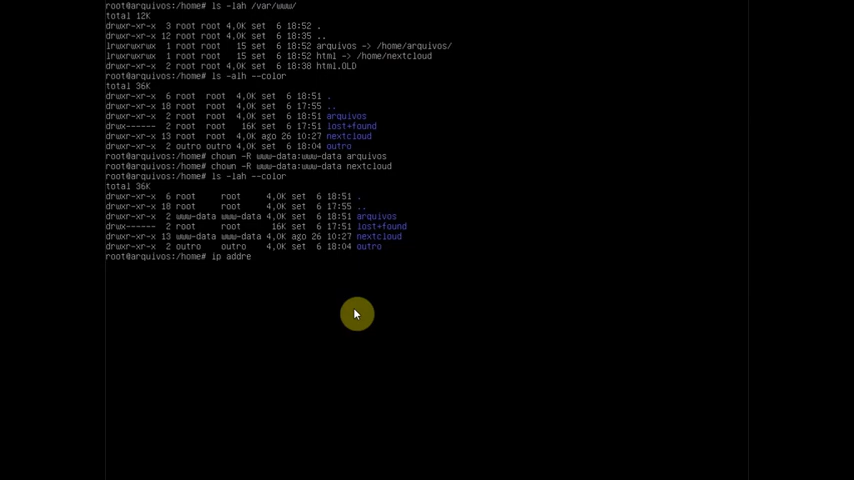 root@arquivos:/home# ls -lah /var/www/
total 12K
drwxr-xr-x  3 root root 4,0K set  6 18:52 .
drwxr-xr-x 12 root root 4,0K set  6 18:35 ..
lrwxrwxrwx  1 root root   15 set  6 18:52 arquivos -> /home/arquivos/
lrwxrwxrwx  1 root root   15 set  6 18:52 html -> /home/nextcloud
drwxr-xr-x  2 root root 4,0K set  6 18:38 html.OLD
root@arquivos:/home# ls -alh --color
total 36K
drwxr-xr-x  6 root  root  4,0K set  6 18:51 .
drwxr-xr-x 18 root  root  4,0K set  6 17:55 ..
drwxr-xr-x  2 root  root  4,0K set  6 18:51 arquivos
drwx------  2 root  root   16K set  6 17:51 lost+found
drwxr-xr-x 13 root  root  4,0K ago 26 10:27 nextcloud
drwxr-xr-x  2 outro outro 4,0K set  6 18:04 outro
root@arquivos:/home# chown -R www-data:www-data arquivos
root@arquivos:/home# chown -R www-data:www-data nextcloud
root@arquivos:/home# ls -lah --color
total 36K
drwxr-xr-x  6 root     root     4,0K set  6 18:51 .
drwxr-xr-x 18 root     root     4,0K set  6 17:55 ..
drwxr-xr-x  2 www-data www-data 4,0K set  6 18:51 arquivos
drwx------  2 root     root      16K set  6 17:51 lost+found
drwxr-xr-x 13 www-data www-data 4,0K ago 26 10:27 nextcloud
drwxr-xr-x  2 outro    outro    4,0K set  6 18:04 outro
root@arquivos:/home# ip addre